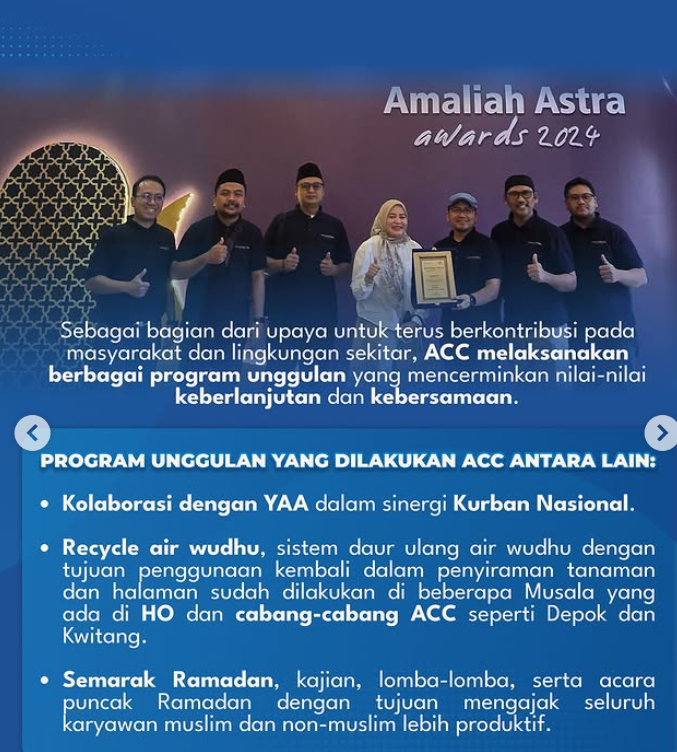 Amaliah Astra
awards 2024
Sebagai bagian dari upaya untuk terus berkontribusi pada
masyarakat dan lingkungan sekitar, ACC melaksanakan
berbagai program unggulan yang mencerminkan nilai-nilai
keberlanjutan dan kebersamaan.
PROGRAM UNGGULAN YANG DILAKUKAN ACC ANTARA LAIN:
• Kolaborasi dengan YAA dalam sinergi Kurban Nasional.
• Recycle air wudhu, sistem daur ulang air wudhu dengan
tujuan penggunaan kembali dalam penyiraman tanaman
dan halaman sudah dilakukan di beberapa Musala yang
ada di HO dan cabang-cabang ACC seperti Depok dan
Kwitang.
• Semarak Ramadan, kajian, lomba-lomba, serta acara
puncak Ramadan dengan tujuan mengajak seluruh
karyawan muslim dan non-muslim lebih produktif.